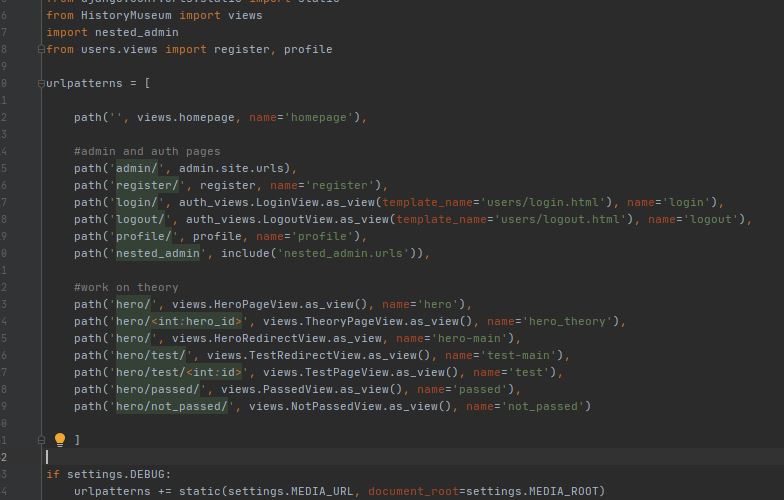 from django.conf.urls.static import static
6 from HistoryMuseum import views
7 import nested_admin
8 from users.views import register, profile
9
0 urlpatterns = [
1
2 path('', views.homepage, name='homepage'),
3
4 #admin and auth pages
5 path('admin/', admin.site.urls),
6 path('register/', register, name='register'),
7 path('login/', auth_views.LoginView.as_view(template_name='users/login.html'), name='login'),
8 path('logout/', auth_views.LogoutView.as_view(template_name='users/logout.html'), name='logout'),
9 path('profile/', profile, name='profile'),
0 path('nested_admin', include('nested_admin.urls')),
1
2 #work on theory
3 path('hero/', views.HeroPageView.as_view(), name='hero'),
4 path('hero/<int:hero_id>', views.TheoryPageView.as_view(), name='hero_theory'),
5 path('hero/', views.HeroRedirectView.as_view, name='hero-main'),
6 path('hero/test/', views.TestRedirectView.as_view(), name='test-main'),
7 path('hero/test/<int:id>', views.TestPageView.as_view(), name='test'),
8 path('hero/passed/', views.PassedView.as_view(), name='passed'),
9 path('hero/not_passed/', views.NotPassedView.as_view(), name='not_passed')
0
1 ]
2
3 if settings.DEBUG:
4 urlpatterns += static(settings.MEDIA_URL, document_root=settings.MEDIA_ROOT)